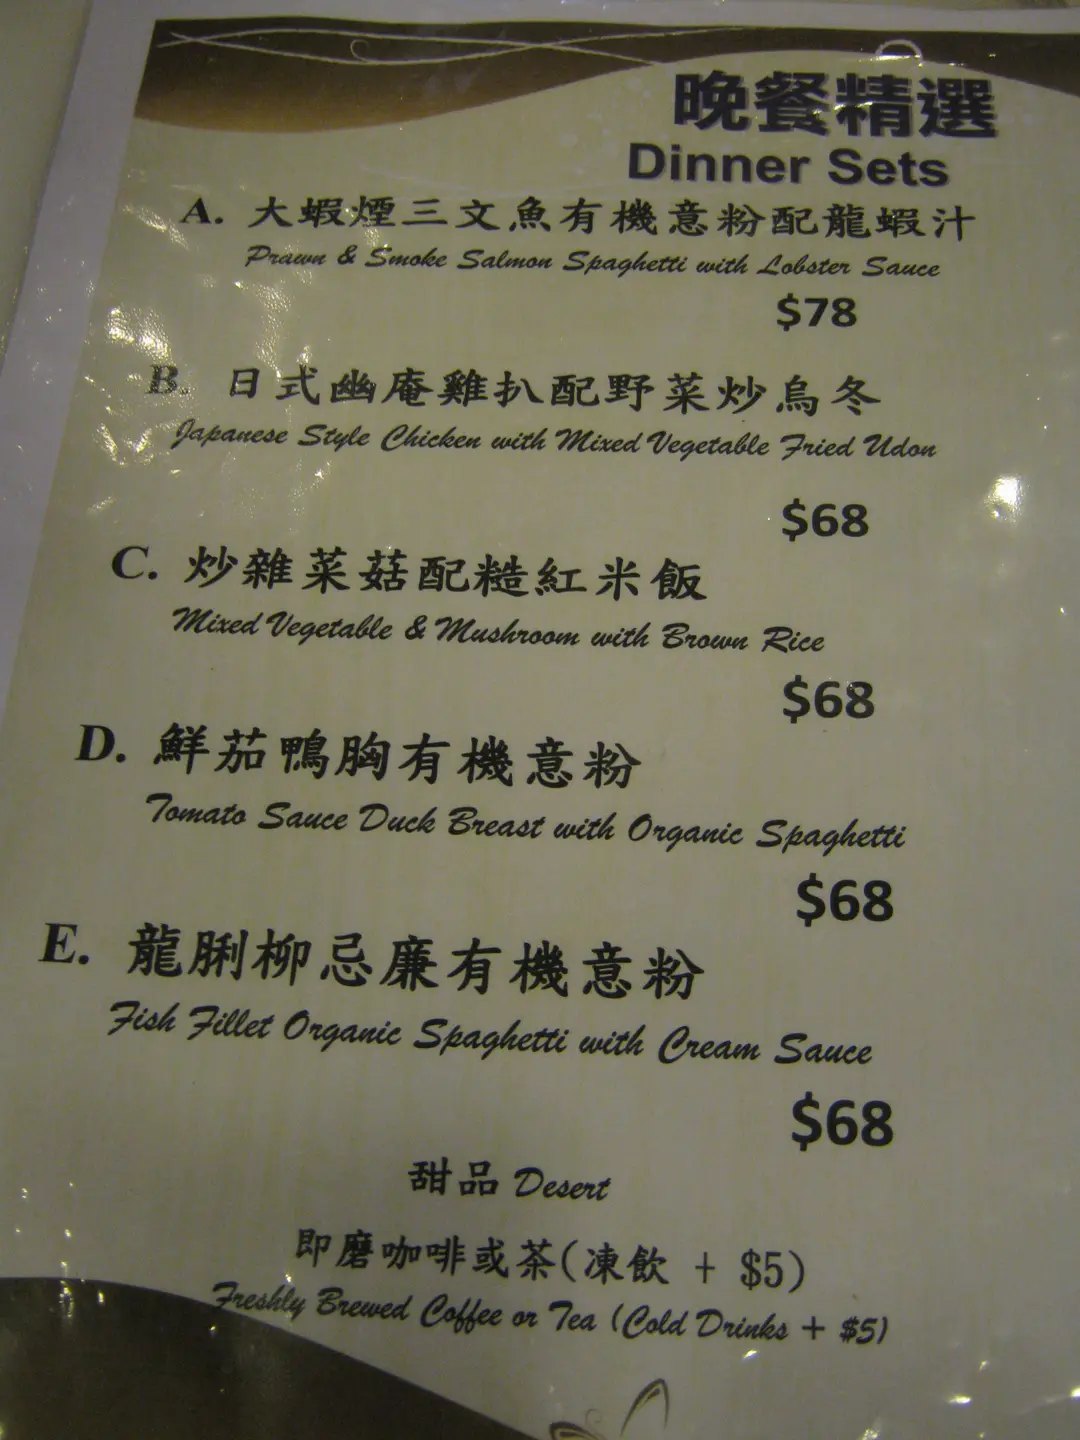 晚餐精選
Dinner Sets
A. 大蝦煙三文魚有機意粉配龍蝦汁
Prawn & Smoke Salmon Spaghetti with Lobster Sauce
$78
B. 日式幽庵雞扒配野菜炒烏冬
Japanese Style Chicken with Mixed Vegetable Fried Udon
$68
C. 炒雜菜菇配糙紅米飯
Mixed Vegetable & Mushroom with Brown Rice
$68
D. 鮮茄鴨胸有機意粉
Tomato Sauce Duck Breast with Organic Spaghetti
$68
E. 龍脷柳忌廉有機意粉
Fish Fillet Organic Spaghetti with Cream Sauce
$68
甜品 Desert
即磨咖啡或茶(凍飲 + $5)
Freshly Brewed Coffee or Tea (Cold Drinks + $5)